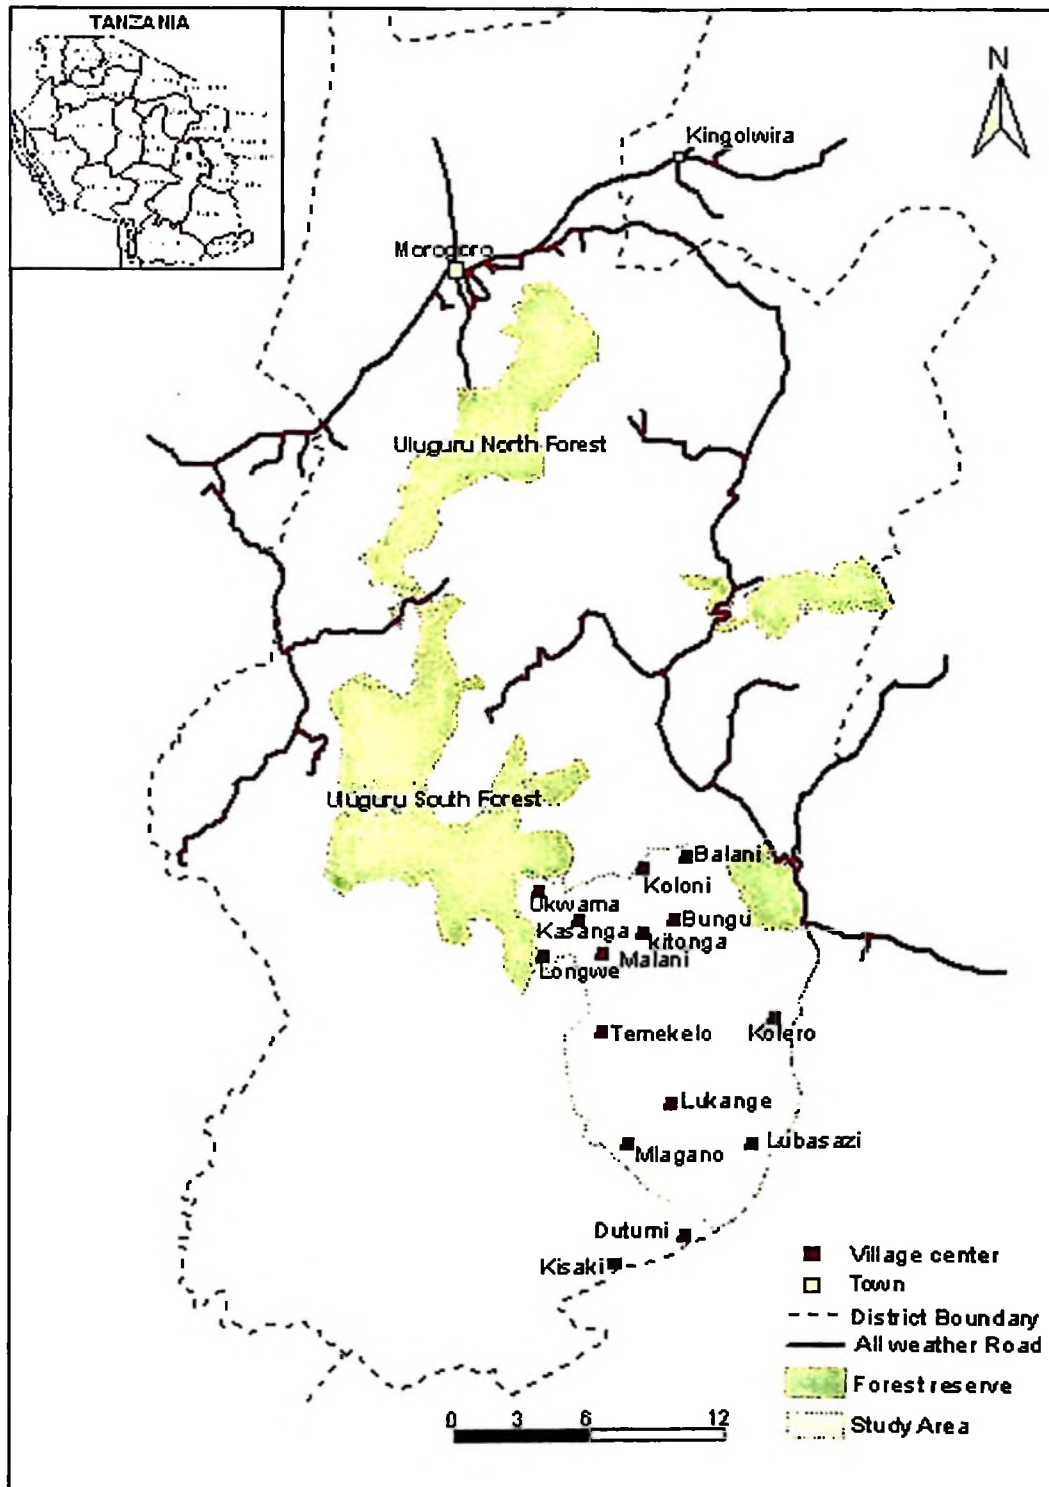 TANZANIA
N
Kingolwira
Morogoro
Uluguru North Forest
Uluguru South Forest...
Balani
Koloni
Ukwama
Bungu
Kasanga
kitonga
Malani
Longwe
Temekelo
Kolero
Lukange
Mlagano
Lubasazi
Dutumi
Kisaki
Village center
Town
District Boundary
All weather Road
Forest reserve
Study Area
0 3 6 12